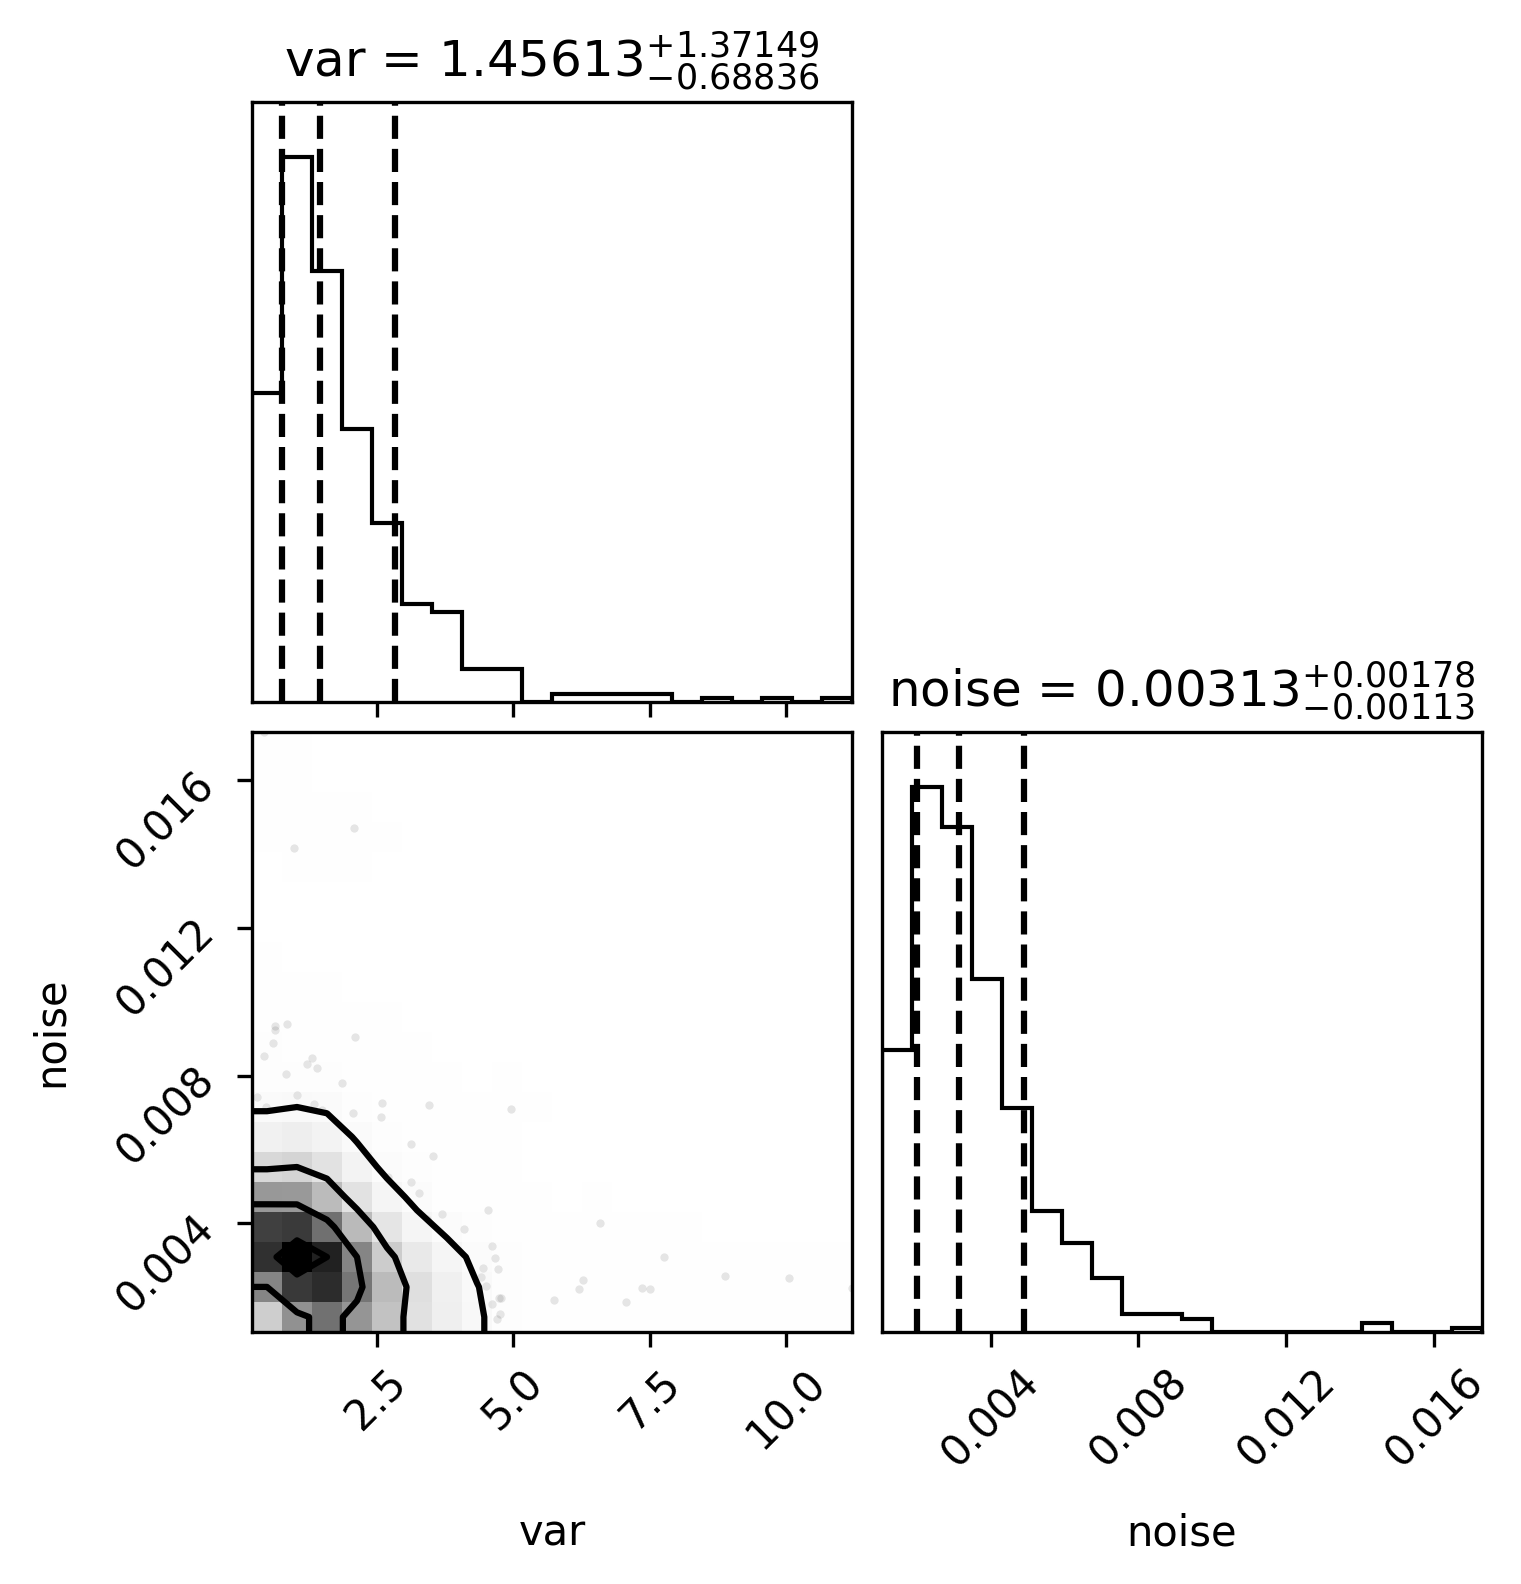 var = 1.45613 +1.37149 −0.68836
noise = 0.00313 +0.00178 −0.00113
0.016
0.012
0.008
0.004
noise
2.5 5.0 7.5 10.0
0.004 0.008 0.012 0.016
var
noise